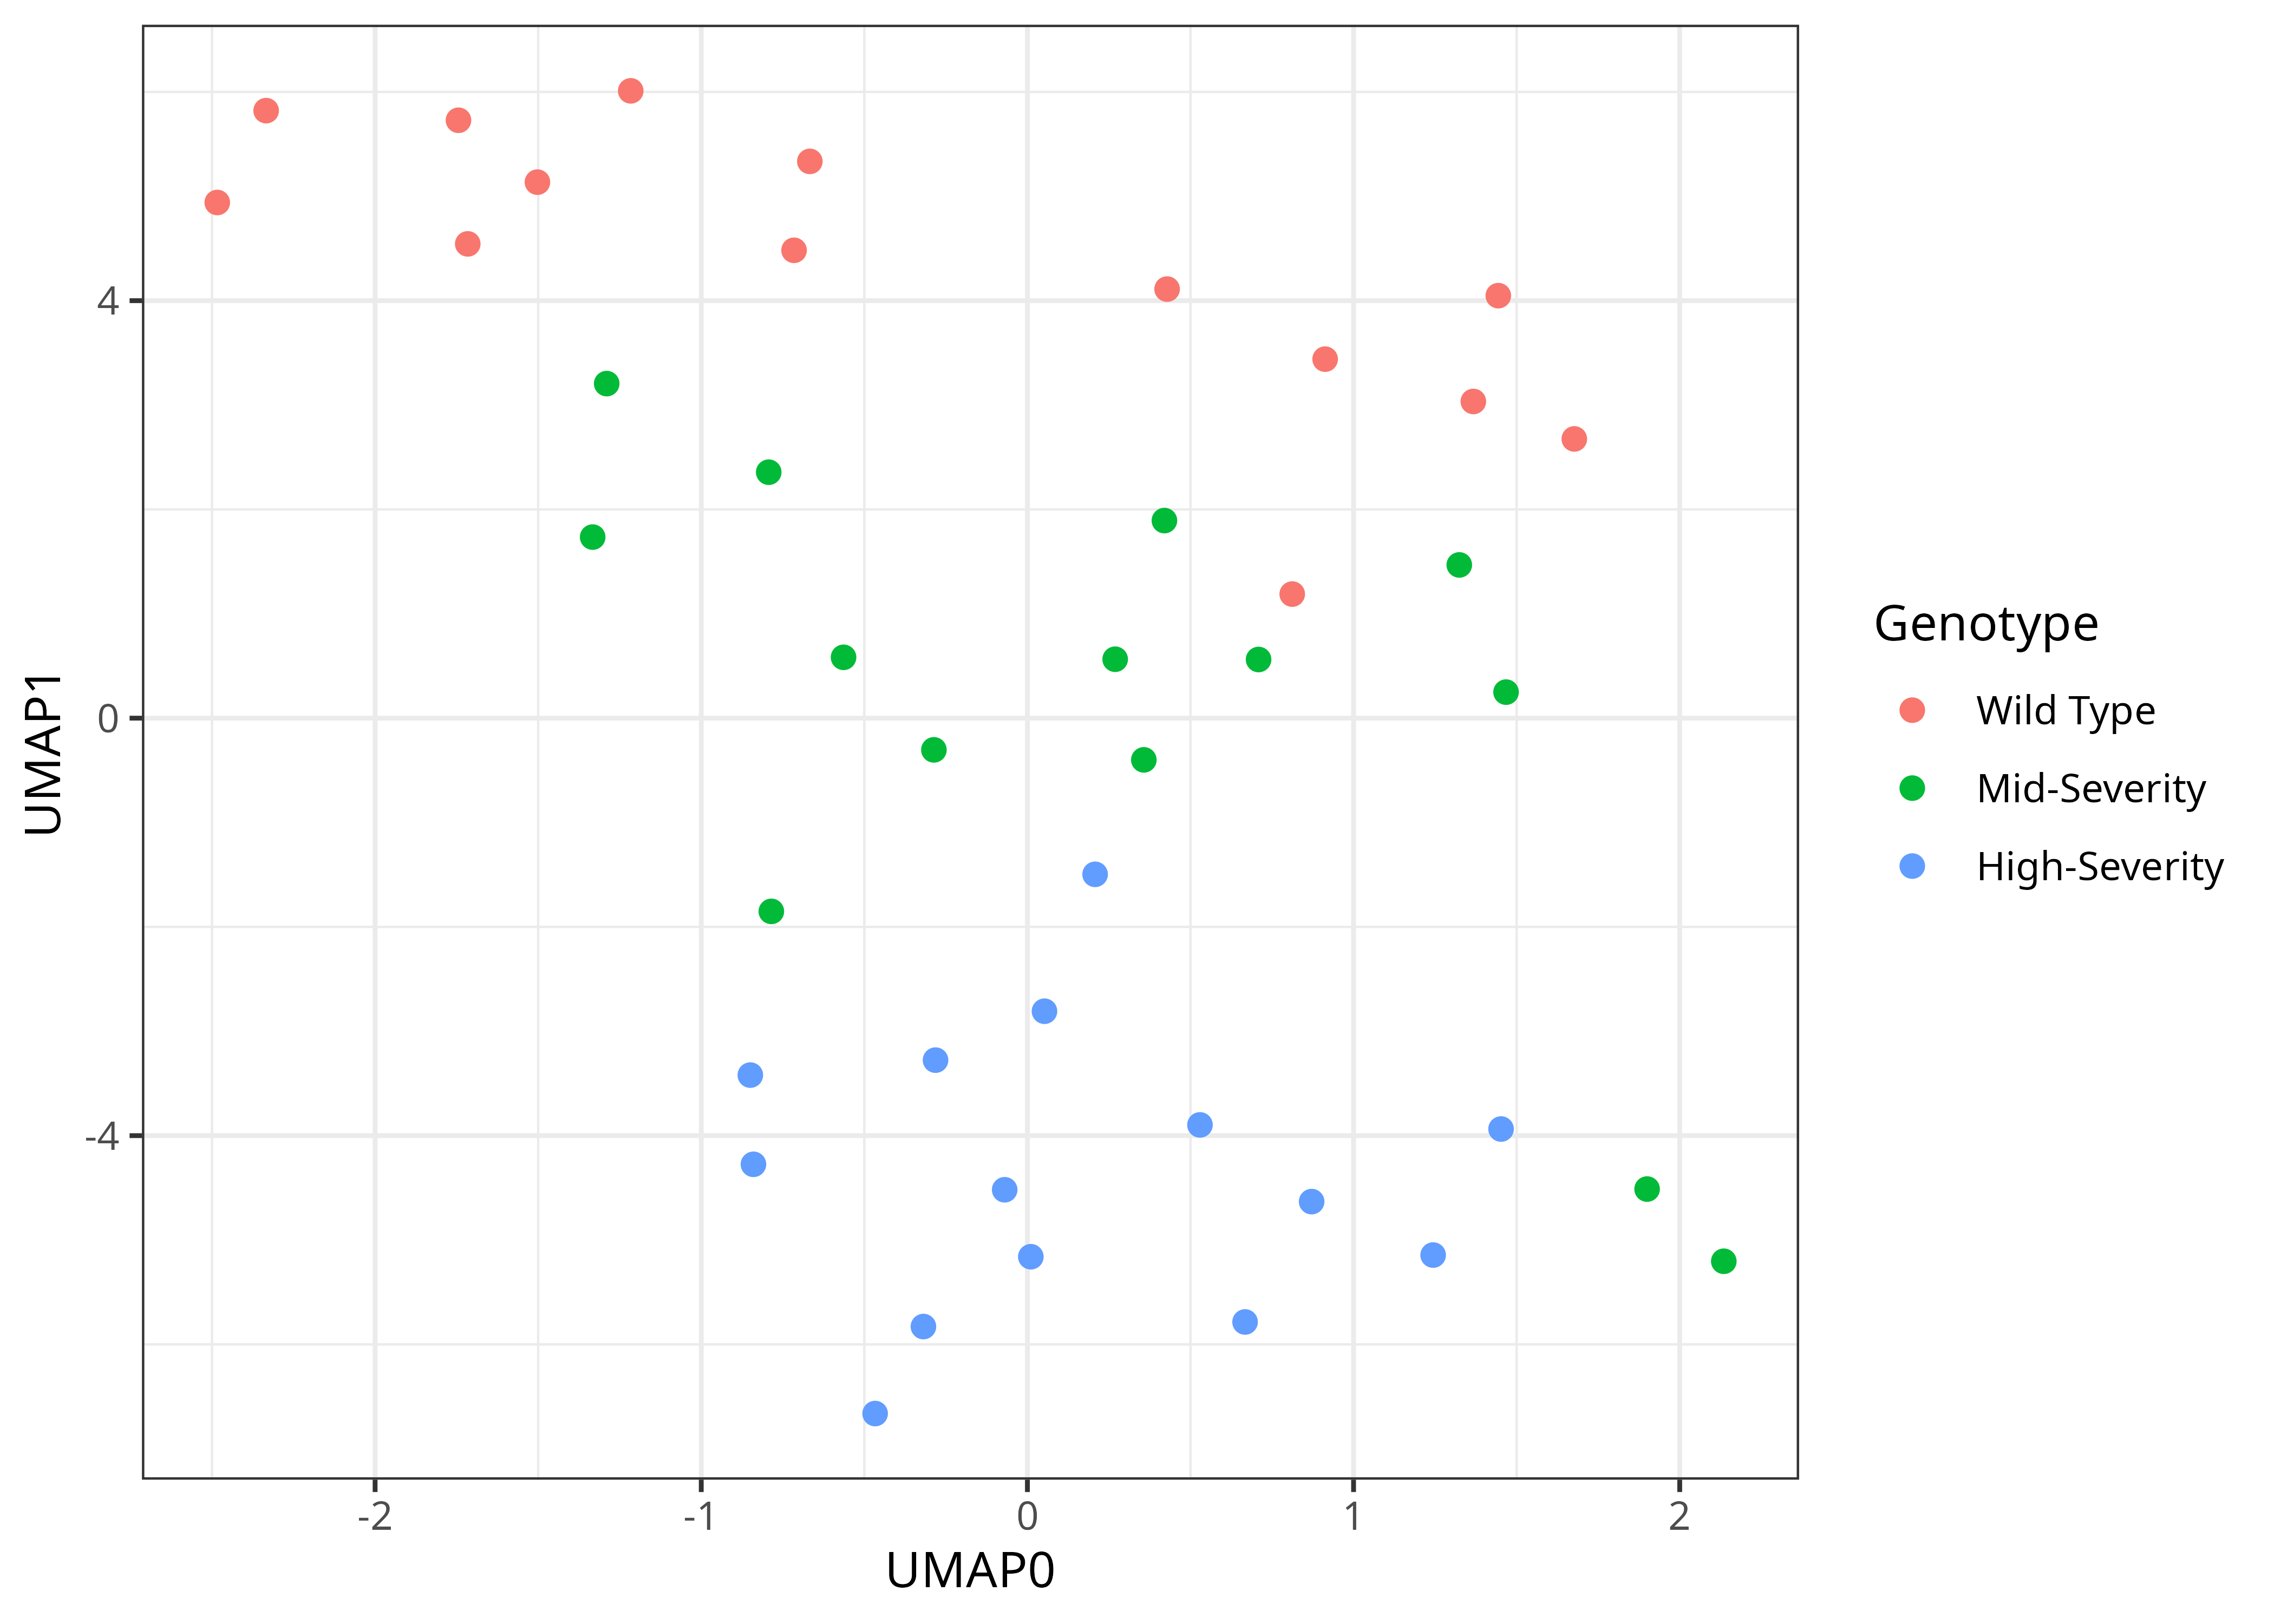 4
0
-4
-2
-1
0
1
2
UMAP0
UMAP1
Genotype
Wild Type
Mid-Severity
High-Severity